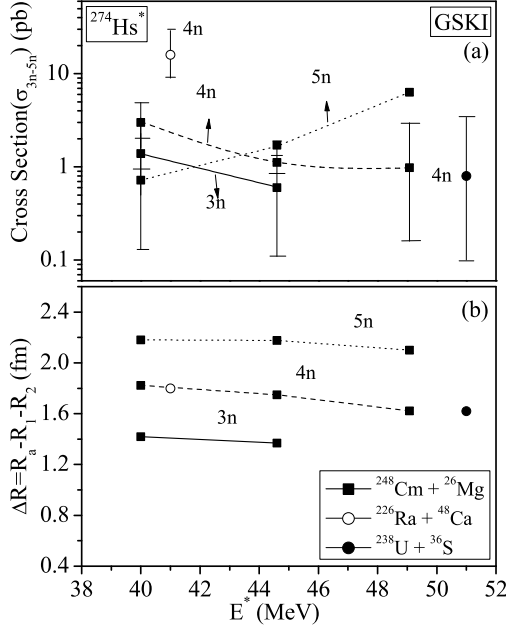 ²⁷⁴Hs* 4n GSKI
(a)
5n
4n
4n
3n
Cross Section(σ₃ₙ₋₅ₙ) (pb)
10
1
0.1
(b)
5n
4n
3n
ΔR=Rₐ-R₁-R₂ (fm)
2.4
2.0
1.6
1.2
0.8
0.4
²⁴⁸Cm + ²⁶Mg
²²⁶Ra + ⁴⁸Ca
²³⁸U + ³⁶S
38 40 42 44 46 48 50 52
E* (MeV)